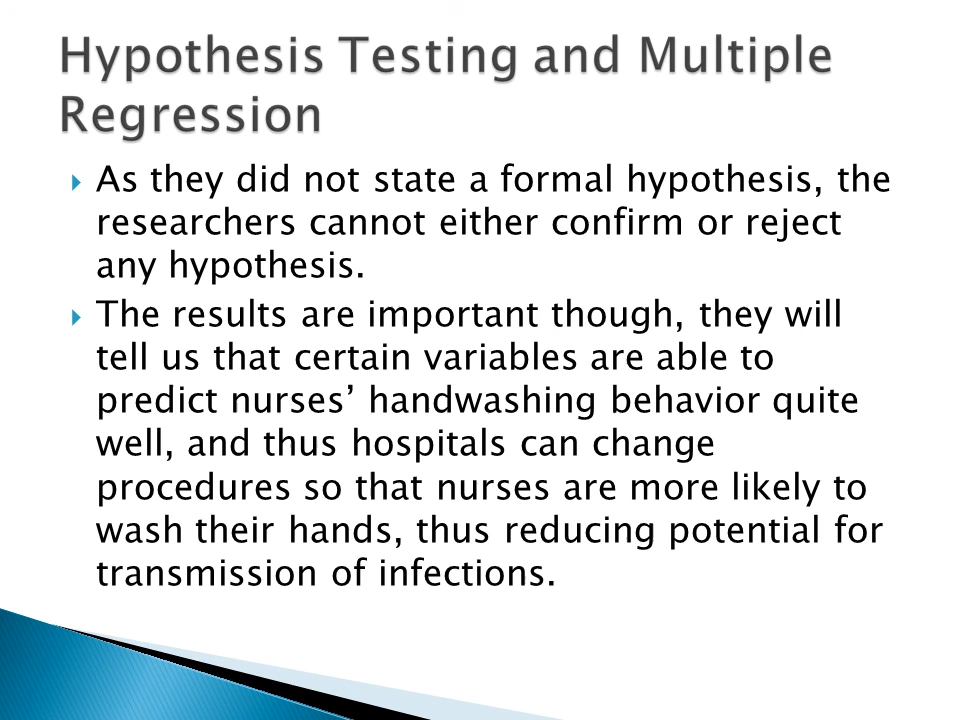 Hypothesis Testing and Multiple
Regression
As they did not state a formal hypothesis, the
researchers cannot either confirm or reject
any hypothesis.
The results are important though, they will
tell us that certain variables are able to
predict nurses’ handwashing behavior quite
well, and thus hospitals can change
procedures so that nurses are more likely to
wash their hands, thus reducing potential for
transmission of infections.